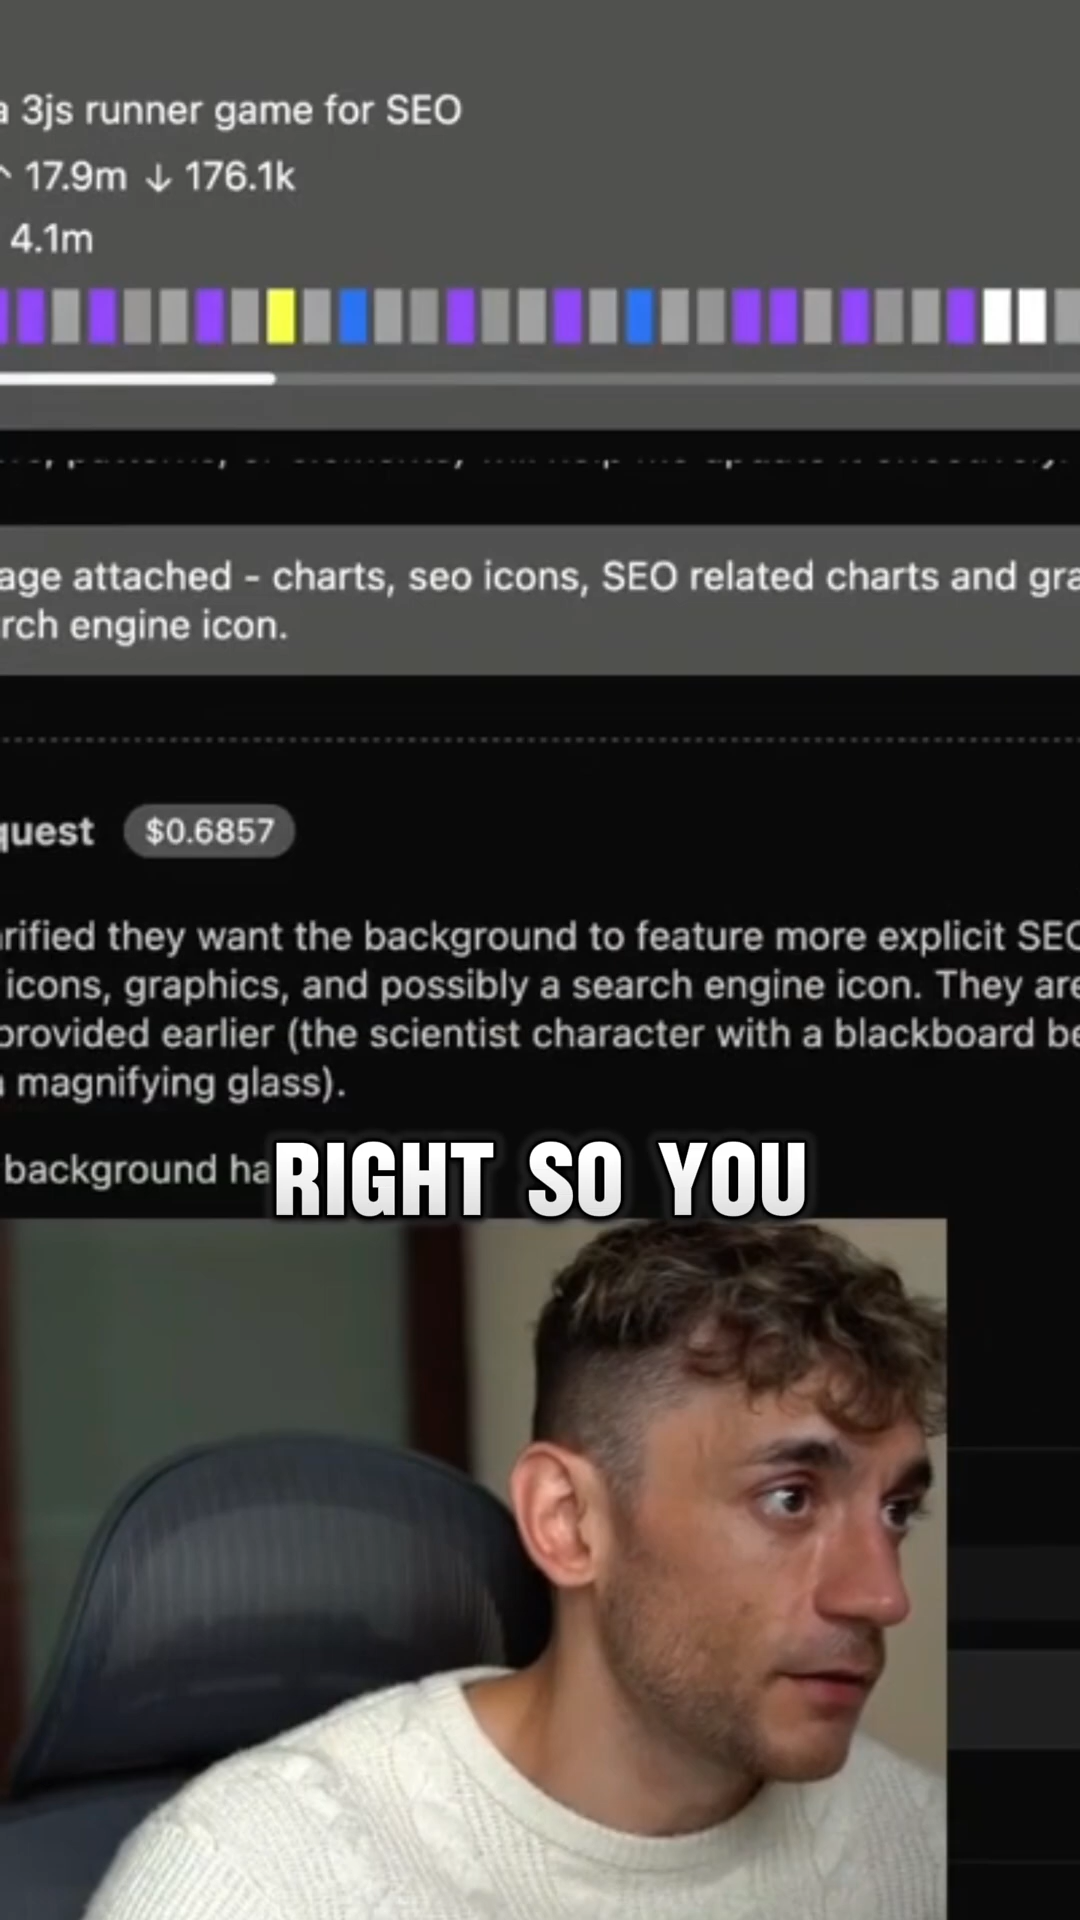 a 3js runner game for SEO
17.9m ↓ 176.1k
4.1m
age attached - charts, seo icons, SEO related charts and gra
rch engine icon.
quest $0.6857
rified they want the background to feature more explicit SEO
icons, graphics, and possibly a search engine icon. They are
provided earlier (the scientist character with a blackboard be
magnifying glass).
background ha
RIGHT SO YOU